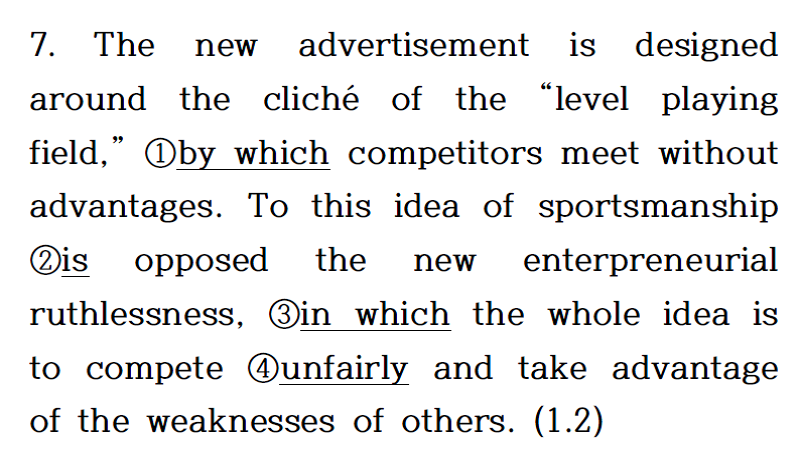 7. The new advertisement is designed
around the cliché of the “level playing
field,” ①by which competitors meet without
advantages. To this idea of sportsmanship
②is opposed the new enterpreneurial
ruthlessness, ③in which the whole idea is
to compete ④unfairly and take advantage
of the weaknesses of others. (1.2)